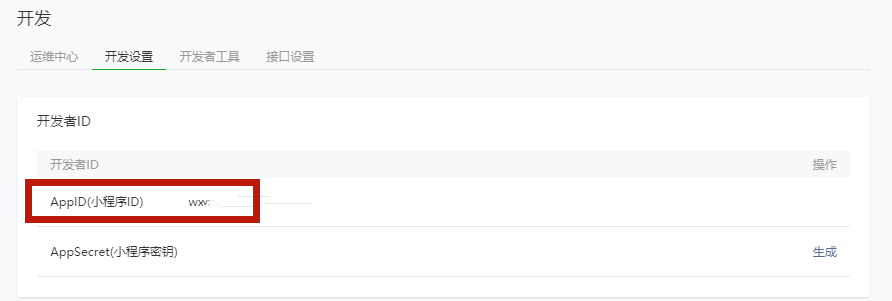 开发
运维中心 开发设置 开发者工具 接口设置
开发者ID
开发者ID 操作
AppID(小程序ID)
AppSecret(小程序密钥) 生成